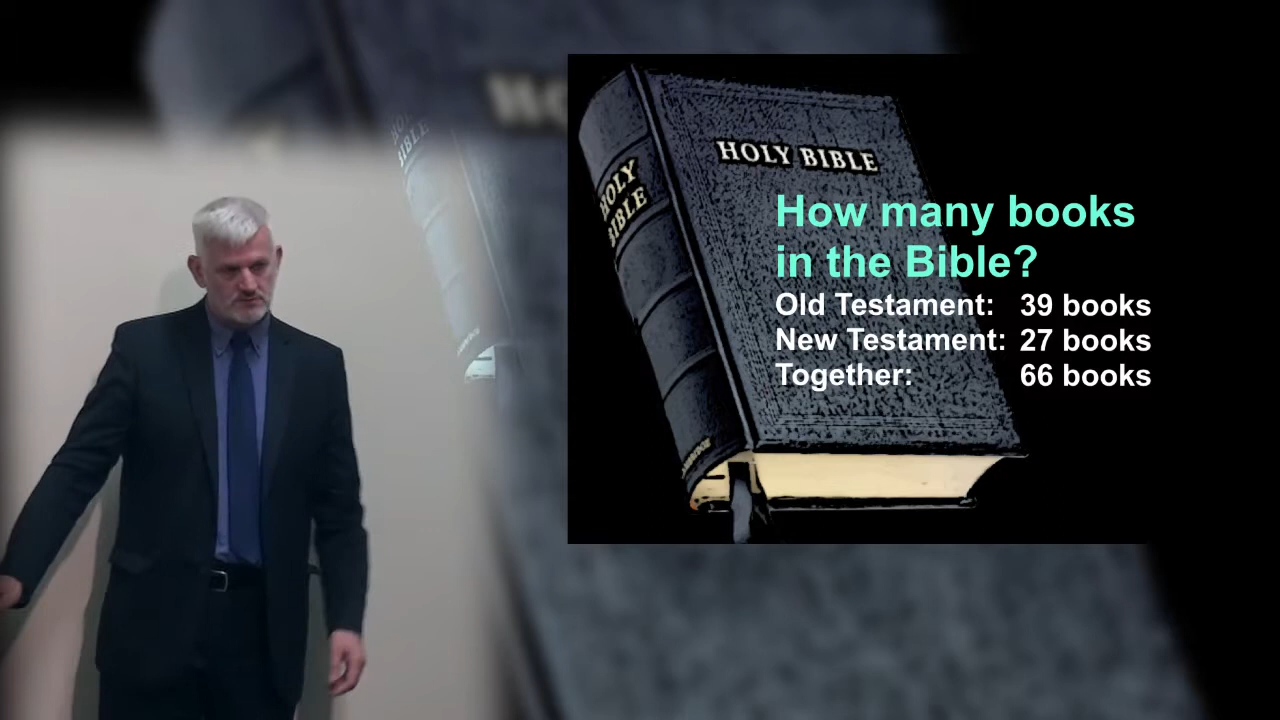 HOLY BIBLE
HOLY
BIBLE
How many books
in the Bible?
Old Testament: 39 books
New Testament: 27 books
Together: 66 books